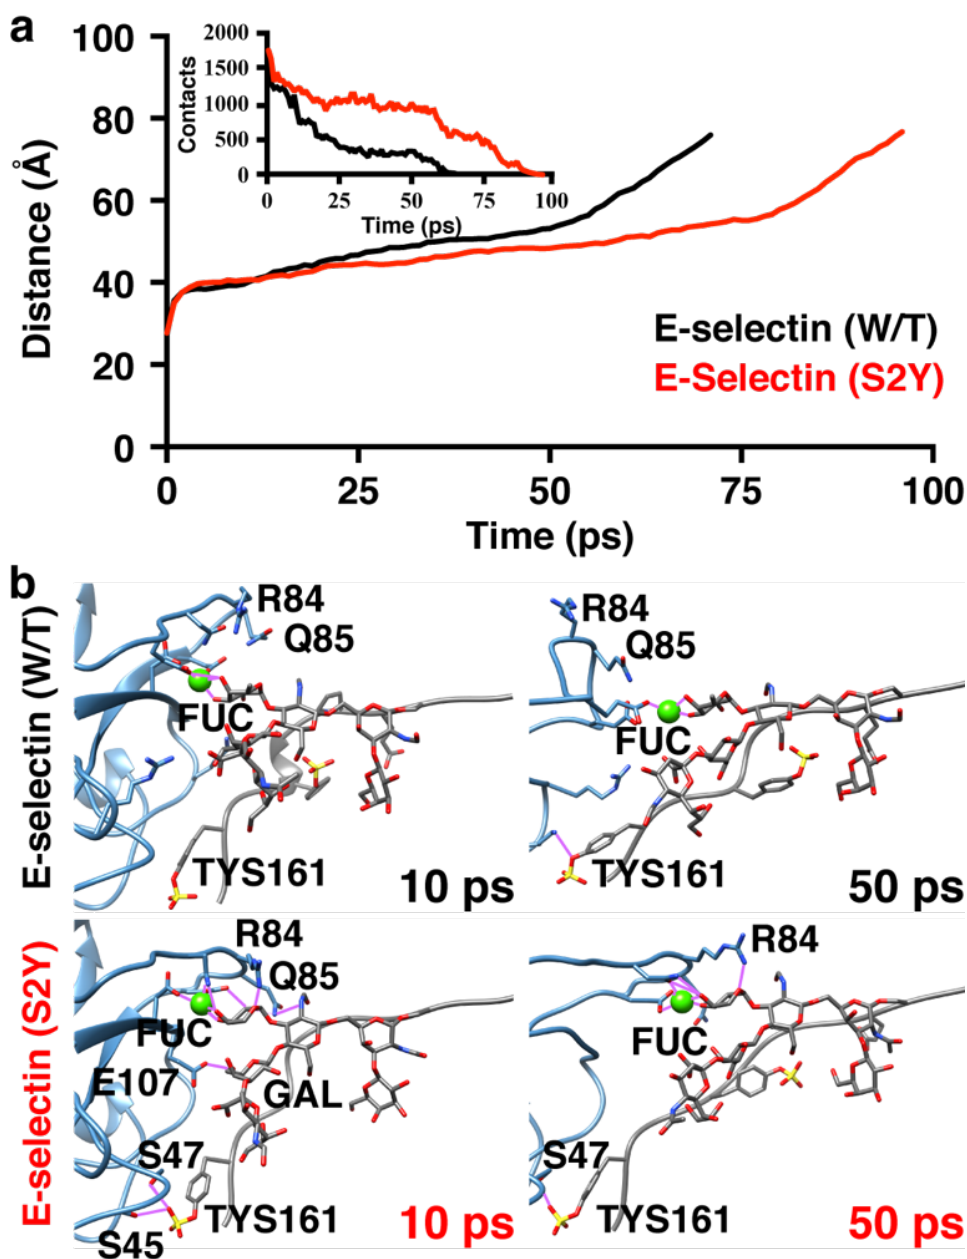 a
100
80
60
40
20
0
Distance (Å)
0
25
50
75
100
Time (ps)
2000
1500
1000
500
0
Contacts
0
25
50
75
100
Time (ps)
E-selectin (W/T)
E-Selectin (S2Y)
b
E-selectin (W/T)
R84
Q85
FUC
TYS161
10 ps
R84
Q85
FUC
TYS161
50 ps
E-selectin (S2Y)
R84
Q85
FUC
E107
GAL
S47
TYS161
S45
10 ps
R84
FUC
S47
TYS161
50 ps